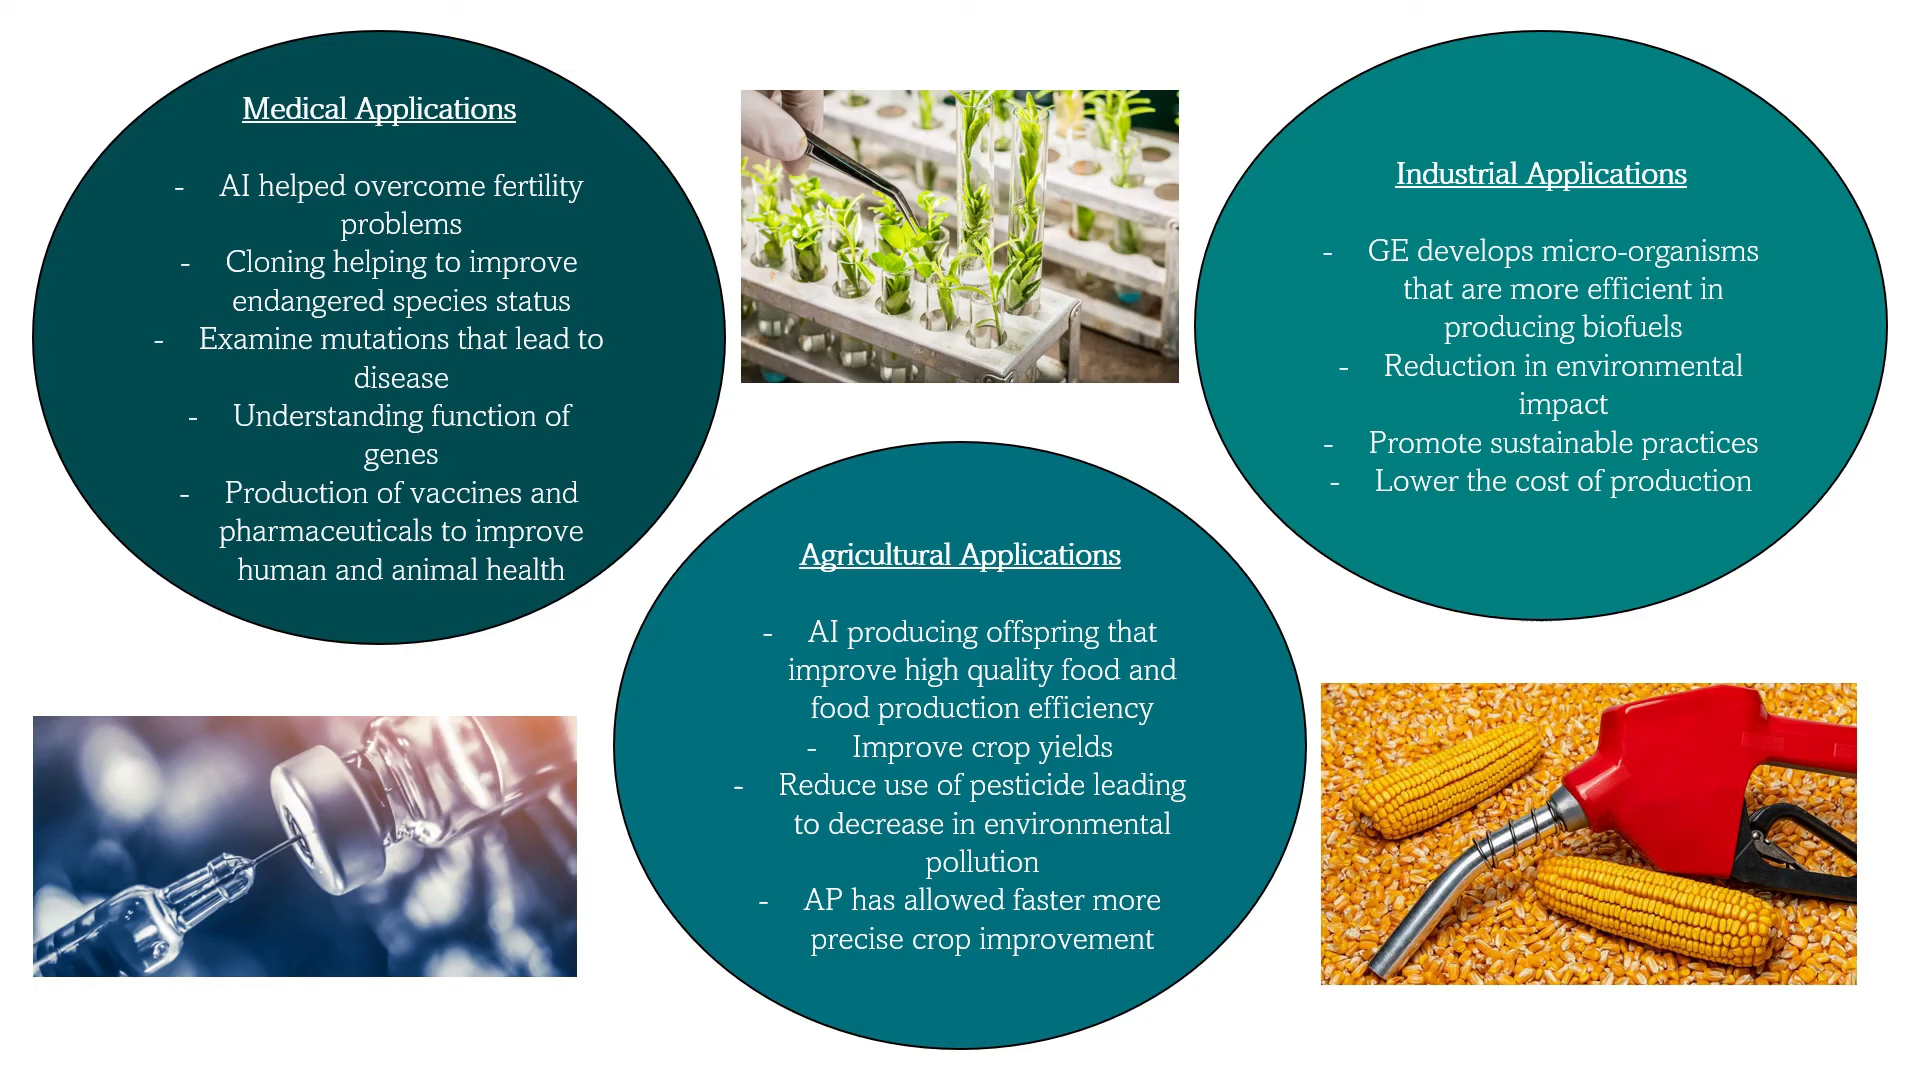 Medical Applications
- AI helped overcome fertility
problems
- Cloning helping to improve
endangered species status
- Examine mutations that lead to
disease
- Understanding function of
genes
- Production of vaccines and
pharmaceuticals to improve
human and animal health
Agricultural Applications
- AI producing offspring that
improve high quality food and
food production efficiency
- Improve crop yields
- Reduce use of pesticide leading
to decrease in environmental
pollution
- AP has allowed faster more
precise crop improvement
Industrial Applications
- GE develops micro-organisms
that are more efficient in
producing biofuels
- Reduction in environmental
impact
- Promote sustainable practices
- Lower the cost of production